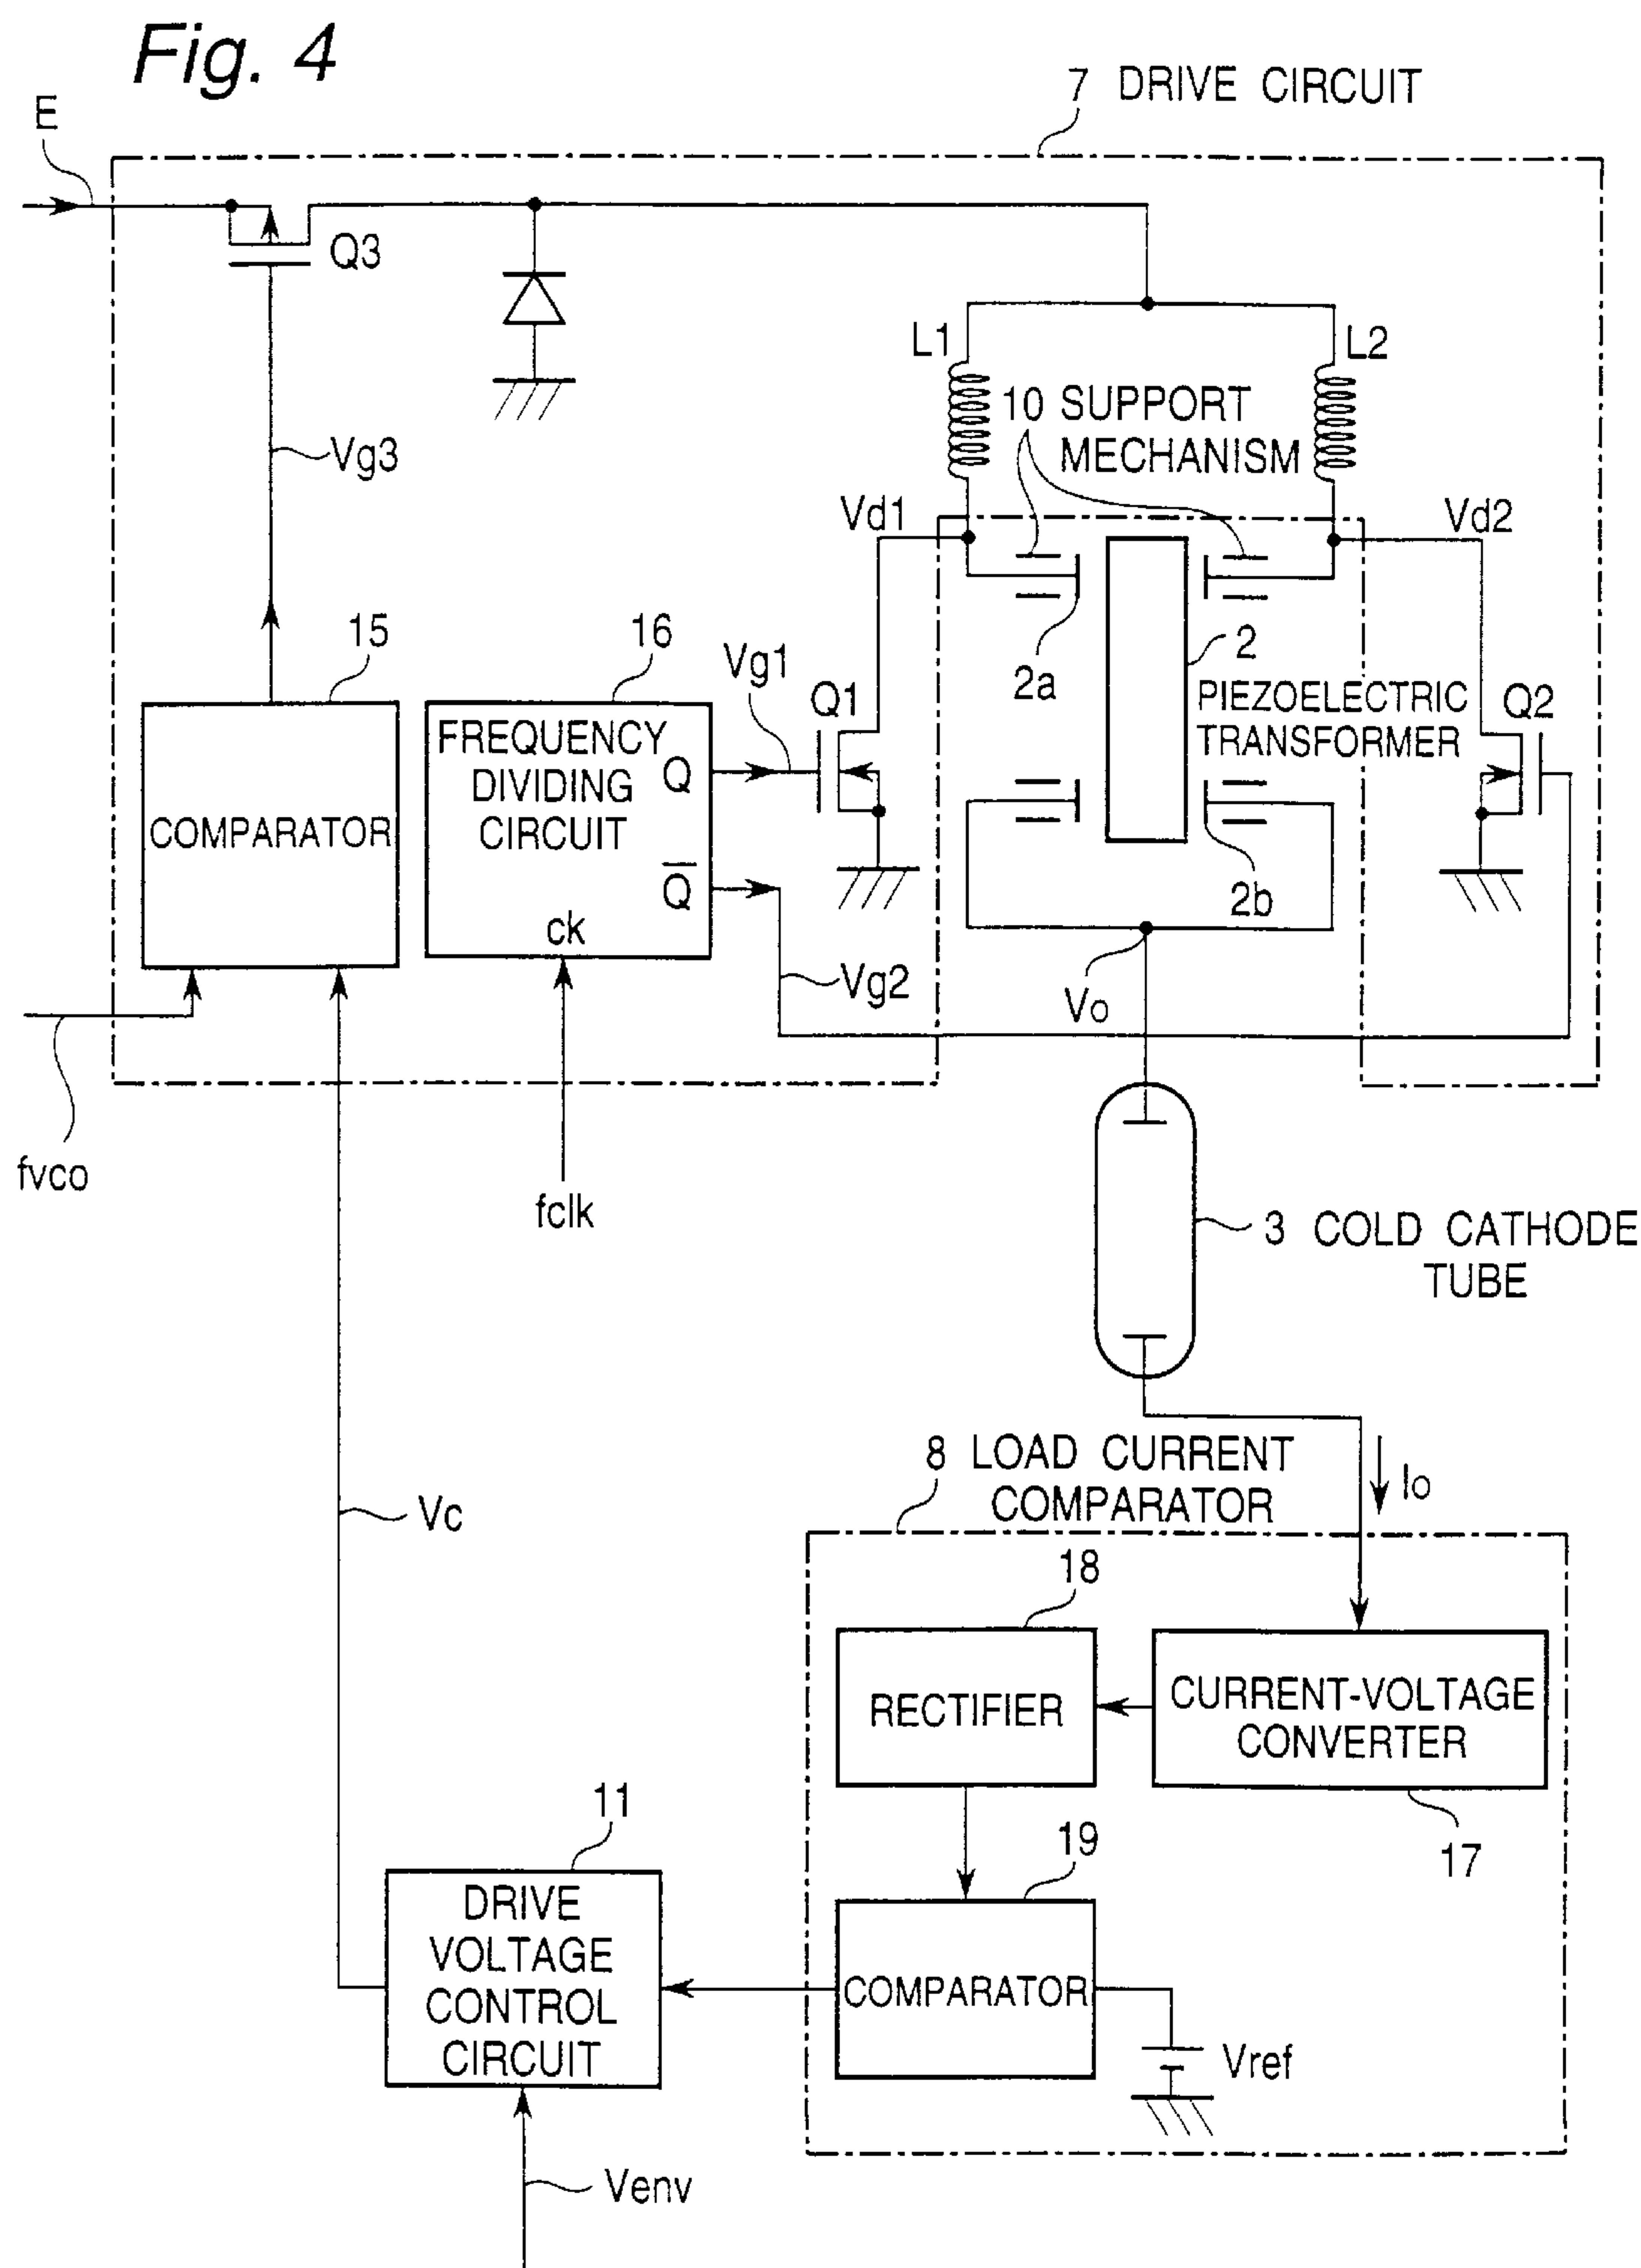 Fig. 4
7 DRIVE CIRCUIT
E
Q3
L1
L2
10 SUPPORT
MECHANISM
Vg3
Vd1
Vd2
15
16
Vg1
2a
2
Q1
PIEZOELECTRIC
TRANSFORMER
Q2
FREQUENCY
DIVIDING
CIRCUIT
Q
COMPARATOR
Q̅
ck
2b
Vg2
Vo
fvco
fclk
3 COLD CATHODE
TUBE
8 LOAD CURRENT
COMPARATOR
Io
Vc
18
RECTIFIER
CURRENT-VOLTAGE
CONVERTER
11
19
17
DRIVE
VOLTAGE
CONTROL
CIRCUIT
COMPARATOR
Vref
Venv